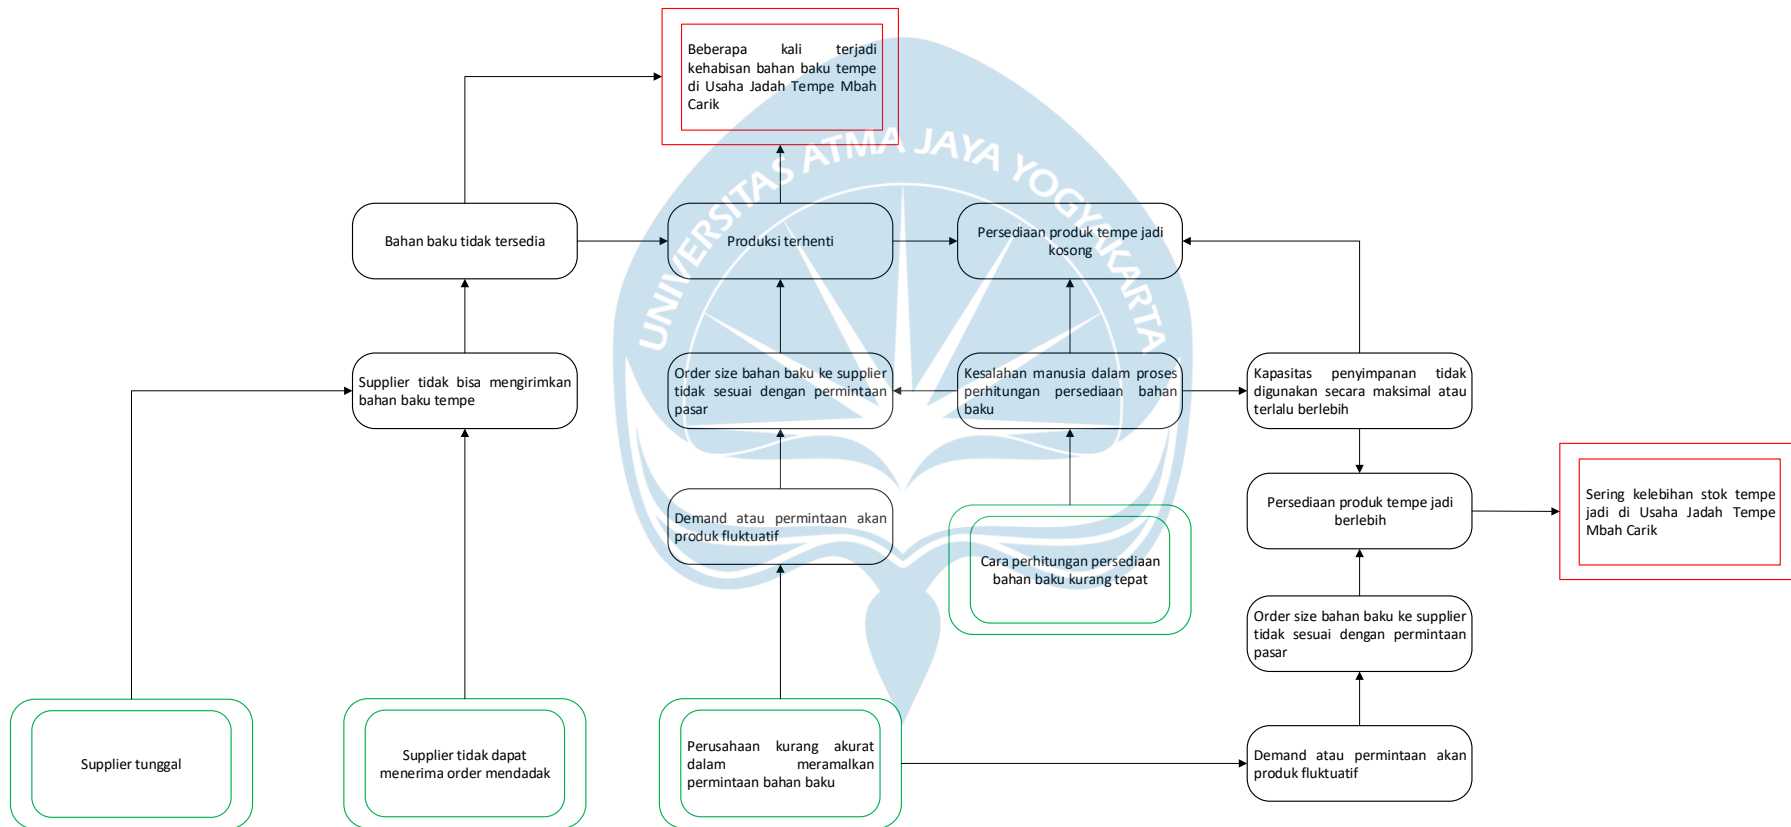 Beberapa kali terjadi
kehabisan bahan baku tempe
di Usaha Jadah Tempe Mbah
Carik
UNIVERSITAS ATMA JAYA YOGYAKARTA
Bahan baku tidak tersedia
Produksi terhenti
Persediaan produk tempe jadi
kosong
Supplier tidak bisa mengirimkan
bahan baku tempe
Order size bahan baku ke supplier
tidak sesuai dengan permintaan
pasar
Kesalahan manusia dalam proses
perhitungan persediaan bahan
baku
Kapasitas penyimpanan tidak
digunakan secara maksimal atau
terlalu berlebih
Demand atau permintaan akan
produk fluktuatif
Cara perhitungan persediaan
bahan baku kurang tepat
Persediaan produk tempe jadi
berlebih
Sering kelebihan stok tempe
jadi di Usaha Jadah Tempe
Mbah Carik
Order size bahan baku ke supplier
tidak sesuai dengan permintaan
pasar
Supplier tunggal
Supplier tidak dapat
menerima order mendadak
Perusahaan kurang akurat
dalam meramalkan
permintaan bahan baku
Demand atau permintaan akan
produk fluktuatif